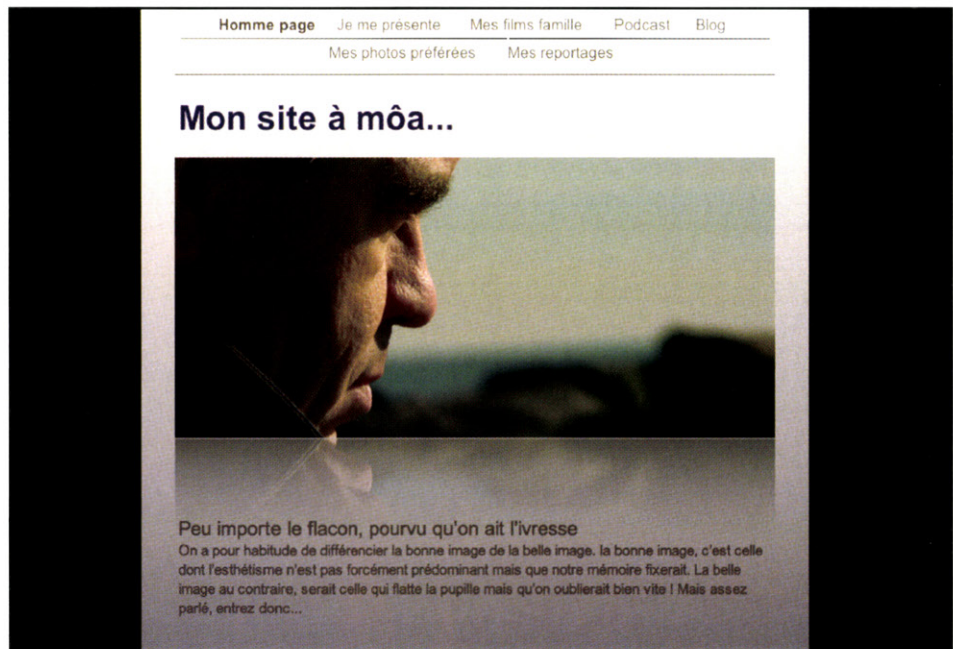 Homme page Je me présente Mes films famille Podcast Blog
Mes photos préférées Mes reportages
Mon site à môa...
Peu importe le flacon, pourvu qu'on ait l'ivresse
On a pour habitude de différencier la bonne image de la belle image. la bonne image, c'est celle
dont l'esthétisme n'est pas forcément prédominant mais que notre mémoire fixerait. La belle
image au contraire, serait celle qui flatte la pupille mais qu'on oublierait bien vite ! Mais assez
parlé, entrez donc...